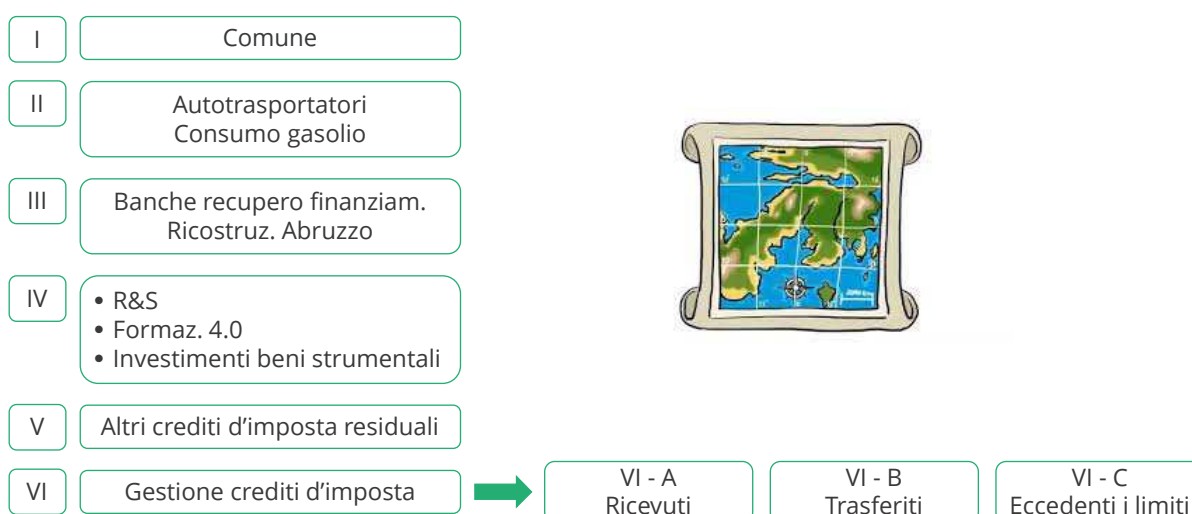 I
Comune
II
Autotrasportatori
Consumo gasolio
III
Banche recupero finanziam.
Ricostruz. Abruzzo
IV
• R&S
• Formaz. 4.0
• Investimenti beni strumentali
V
Altri crediti d’imposta residuali
VI
Gestione crediti d’imposta
VI - A
Ricevuti
VI - B
Trasferiti
VI - C
Eccedenti i limiti